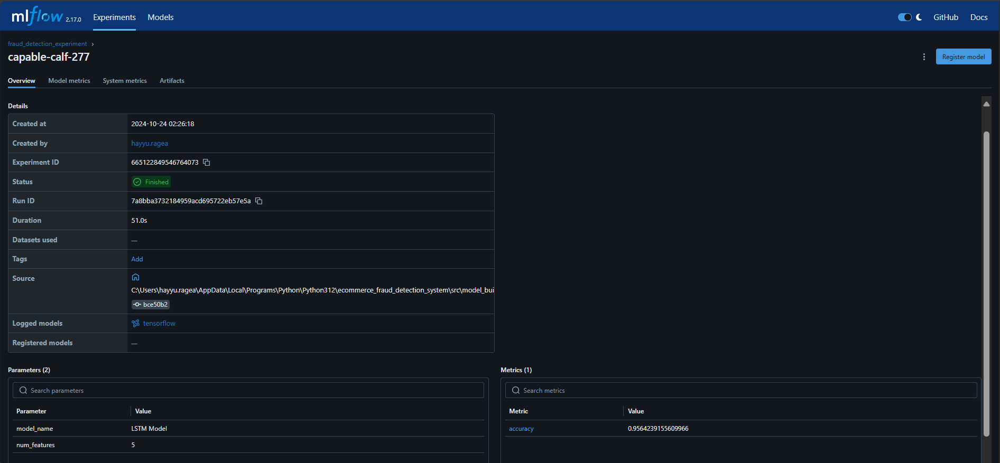 mlflow 2.17.0 Experiments Models GitHub Docs
fraud_detection_experiment
capable-calf-277
Register model
Overview Model metrics System metrics Artifacts
Details
Created at 2024-10-24 02:26:18
Created by hayyu.ragea
Experiment ID 665122849546764073
Status Finished
Run ID 7a8bba3732184959acd695722eb57e5a
Duration 51.0s
Datasets used —
Tags Add
Source
C:\Users\hayyu.ragea\AppData\Local\Programs\Python\Python312\ecommerce_fraud_detection_system\src\model_bui
bce50b2
Logged models tensorflow
Registered models —
Parameters (2) Metrics (1)
Search parameters Search metrics
Parameter Value Metric Value
model_name LSTM Model accuracy 0.9564239155609966
num_features 5